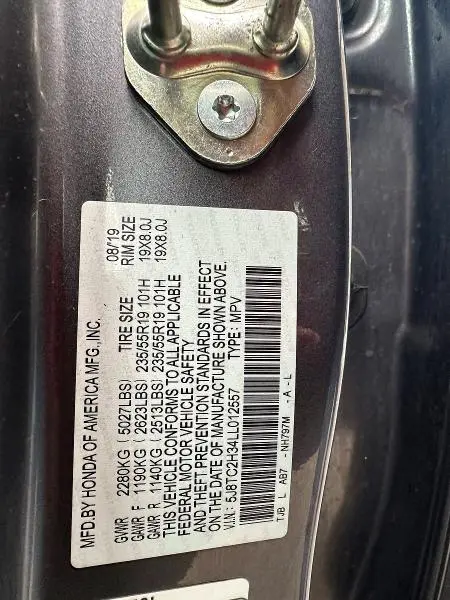 MFD.BY HONDA OF AMERICA MFG.,INC.
08/19
GVWR 2280KG (5027LBS) TIRE SIZE RIM SIZE
GAWR F 1190KG (2623LBS) 235/55R19 101H 19X8.0J
GAWR R 1140KG (2513LBS) 235/55R19 101H 19X8.0J
THIS VEHICLE CONFORMS TO ALL APPLICABLE
FEDERAL MOTOR VEHICLE SAFETY
AND THEFT PREVENTION STANDARDS IN EFFECT
ON THE DATE OF MANUFACTURE SHOWN ABOVE.
V.I.N.: 5J8TC2H34LL012557 TYPE: MPV
TJB L AB7 - NH797M - A - L